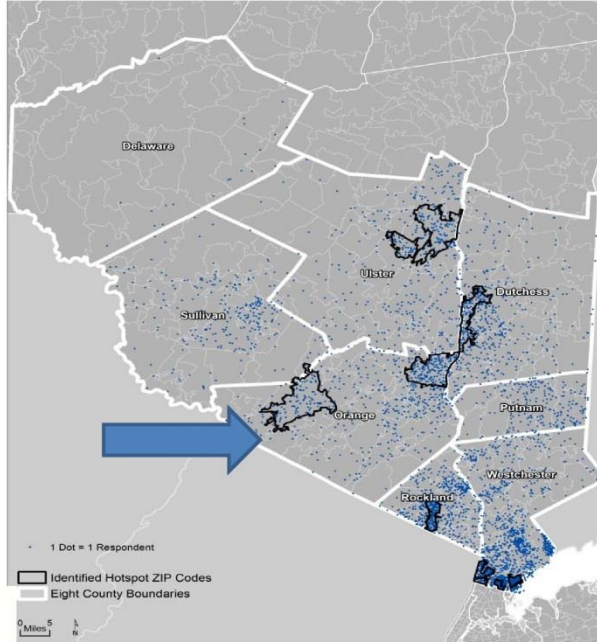 Delaware
Ulster
Dutchess
Sullivan
Orange
Putnam
Westchester
Rockland
1 Dot = 1 Respondent
Identified Hotspot ZIP Codes
Eight County Boundaries
0 5
Miles
N